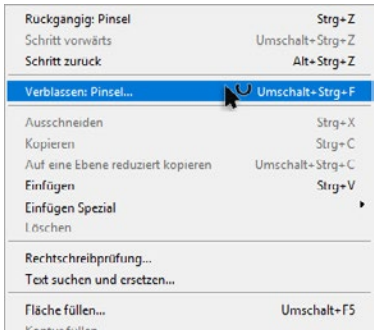 Rückgängig: Pinsel Strg+Z
Schritt vorwärts Umschalt+Strg+Z
Schritt zurück Alt+Strg+Z
Verblassen: Pinsel... Umschalt+Strg+F
Ausschneiden Strg+X
Kopieren Strg+C
Auf eine Ebene reduziert kopieren Umschalt+Strg+C
Einfügen Strg+V
Einfügen Spezial
Löschen
Rechtschreibprüfung...
Text suchen und ersetzen...
Fläche füllen... Umschalt+F5